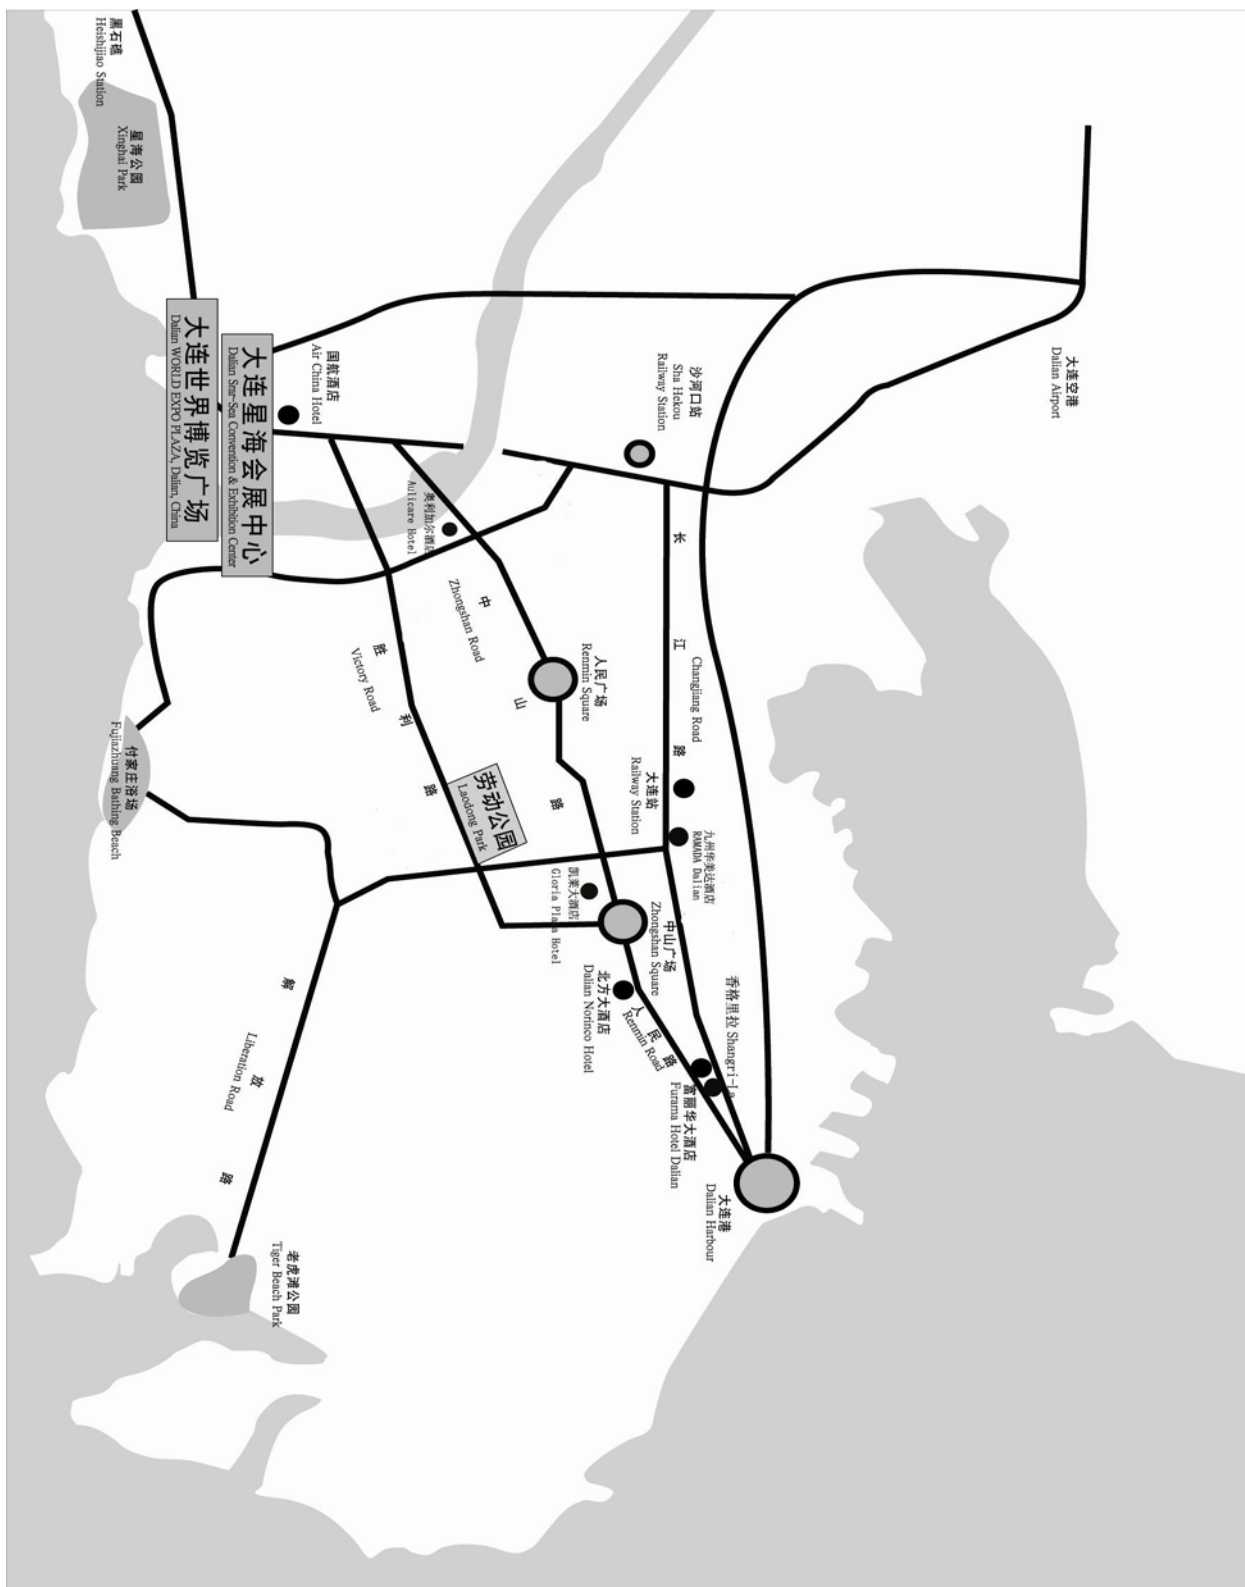 大连空港
Dalian Airport
沙河口站
Sha Hekou
Railway Station
长江路
Changjiang Road
大连站
Railway Station
九州华美达酒店
RAMADA Dalian
香格里拉 Shangri-La
富丽华大酒店
Furama Hotel Dalian
大连港
Dalian Harbour
人民广场
Renmin Square
中山广场
Zhongshan Square
人民路
Renmin Road
北方大酒店
Dalian Norinco Hotel
凯莱大酒店
Gloria Plaza Hotel
劳动公园
Laodong Park
中山路
Zhongshan Road
奥利加尔酒店
Aulicare Hotel
胜利路
Victory Road
国航酒店
Air China Hotel
大连星海会展中心
Dalian Srar-Sea Convention & Exhibition Center
大连世界博览广场
Dalian WORLD EXPO PLAZA, Dalian, China
黑石礁
Heishijiao Station
星海公园
Xinghai Park
付家庄浴场
Fujiazhuang Bathing Beach
解放路
Liberation Road
老虎滩公园
Tiger Beach Park